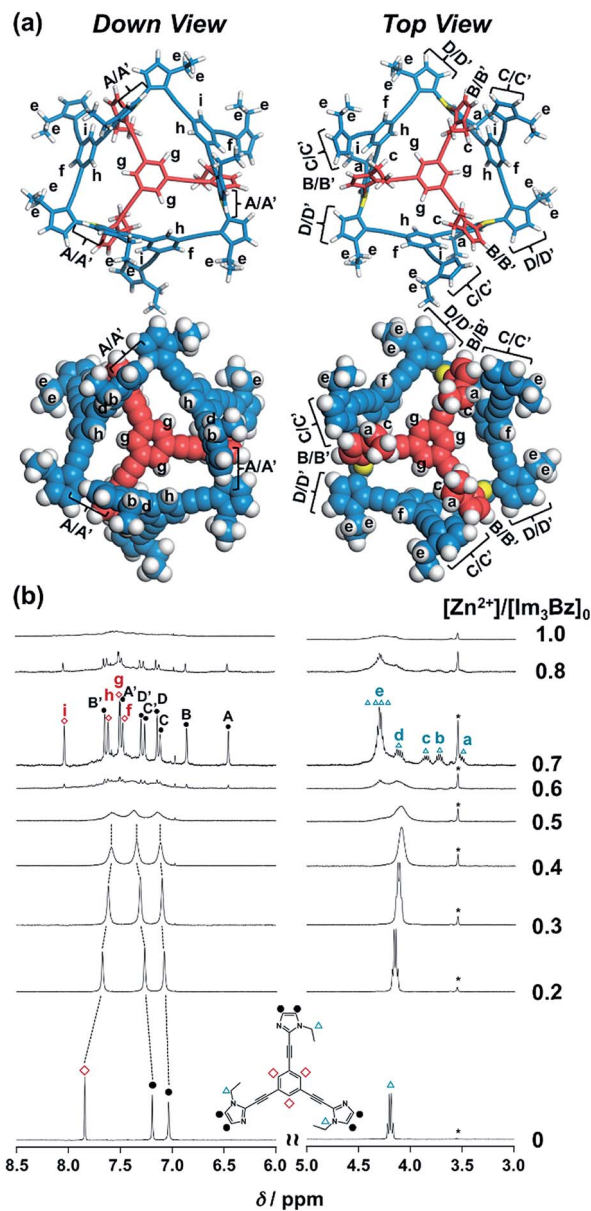 (a) Down View Top View
A/A' e e e e i e e h f i g g h f e f h g A/A' e e h i f e e A/A' e e
D/D' C/C' B/B' e e a f h c e e C/C' i a c g g i h f B/B' D/D' h g c B/B' e e f i a D/D' e e C/C'
A/A' e e e e d b h h d g g b e e g h A/A' b d e e A/A' e e
D/D' B/B' C/C' e e f a e e C/C' a g g f B/B' D/D' g c a e e f B/B' D/D' e e C/C'
(b) [Zn2+]/[Im3Bz]0
1.0
0.8
g e
B' h A' D' f C' D C B A
i d c b a
* 0.7
* 0.6
* 0.5
* 0.4
* 0.3
* 0.2
N N
N N N N
* 0
8.5 8.0 7.5 7.0 6.5 6.0 5.0 4.5 4.0 3.5 3.0
δ / ppm